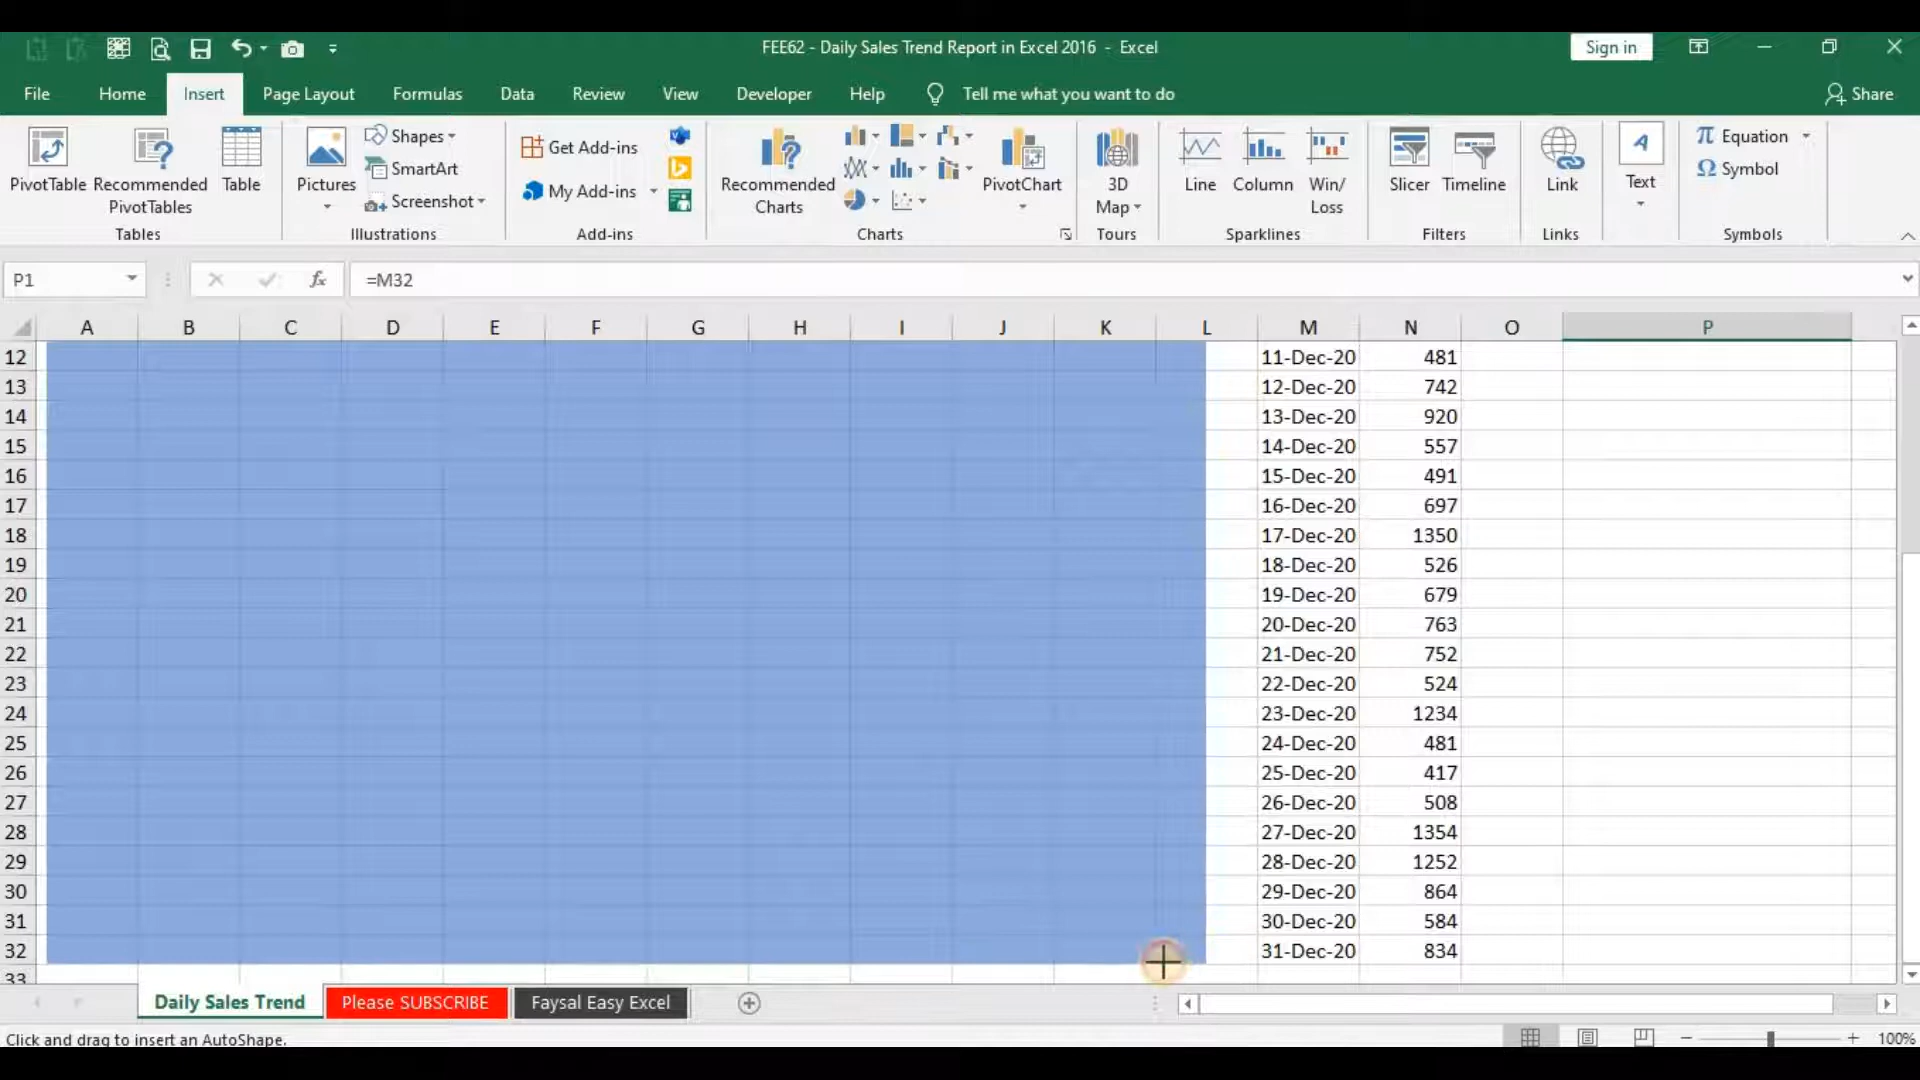 FEE62 - Daily Sales Trend Report in Excel 2016 - Excel
Sign in
File Home Insert Page Layout Formulas Data Review View Developer Help Tell me what you want to do Share
PivotTable
Recommended
PivotTables
Table
Tables
Pictures
Shapes
SmartArt
Screenshot
Illustrations
Get Add-ins
My Add-ins
Add-ins
Recommended
Charts
PivotChart
Charts
3D
Map
Tours
Line
Column
Win/
Loss
Sparklines
Slicer
Timeline
Filters
Link
Links
Text
Equation
Symbol
Symbols
P1 fx =M32
A B C D E F G H I J K L M N O P
12 11-Dec-20 481
13 12-Dec-20 742
14 13-Dec-20 920
15 14-Dec-20 557
16 15-Dec-20 491
17 16-Dec-20 697
18 17-Dec-20 1350
19 18-Dec-20 526
20 19-Dec-20 679
21 20-Dec-20 763
22 21-Dec-20 752
23 22-Dec-20 524
24 23-Dec-20 1234
25 24-Dec-20 481
26 25-Dec-20 417
27 26-Dec-20 508
28 27-Dec-20 1354
29 28-Dec-20 1252
30 29-Dec-20 864
31 30-Dec-20 584
32 31-Dec-20 834
33
Daily Sales Trend Please SUBSCRIBE Faysal Easy Excel
Click and drag to insert an AutoShape. 100%